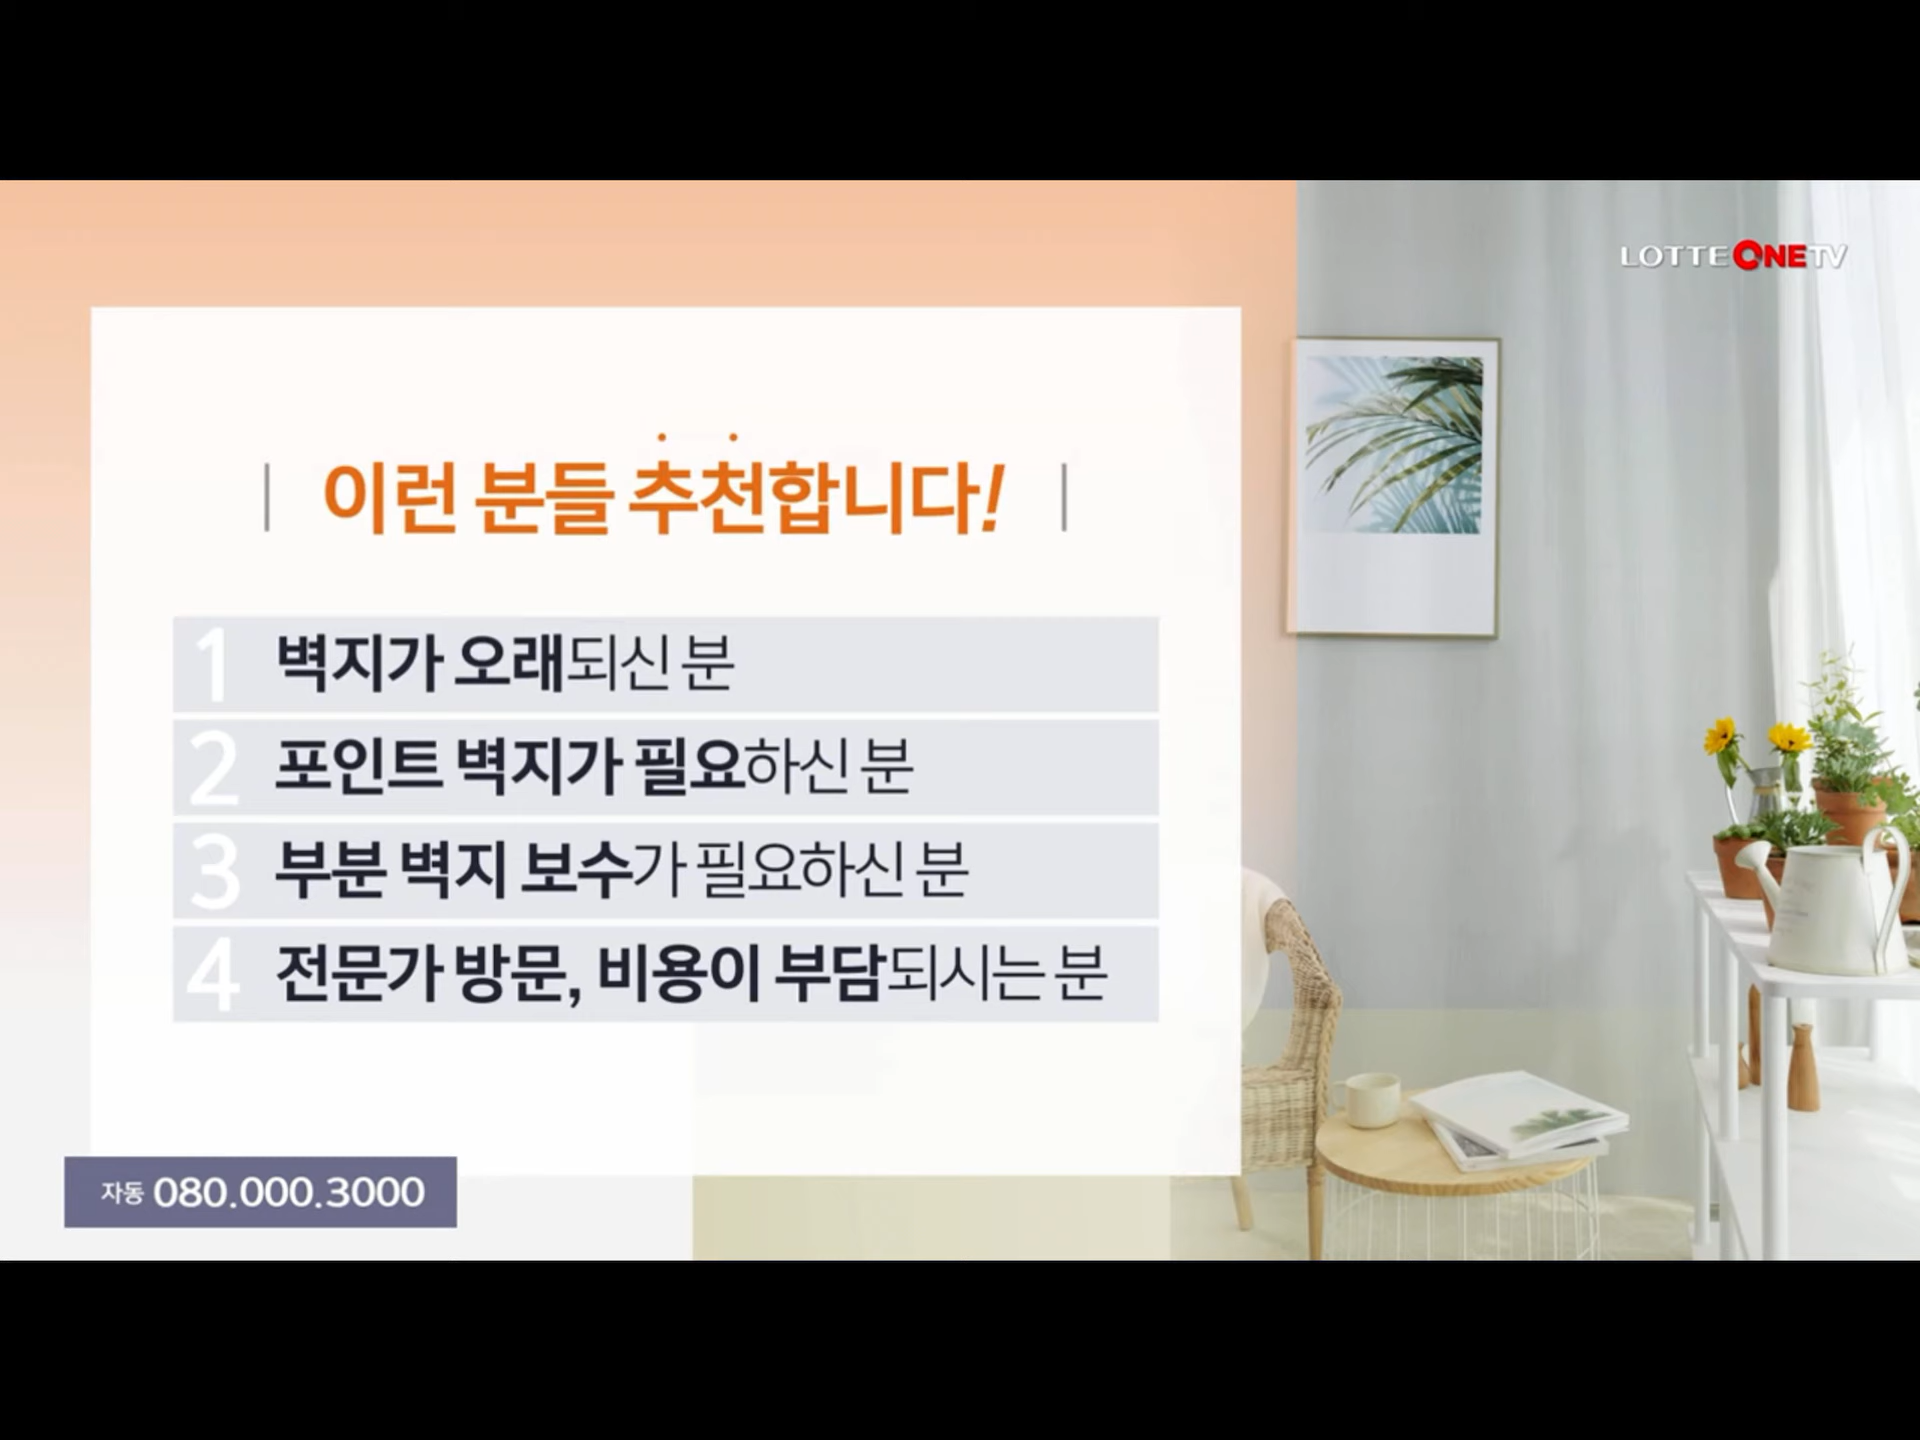 LOTTE ONE TV
이런 분들 추천합니다!
1 벽지가 오래되신 분
2 포인트 벽지가 필요하신 분
3 부분 벽지 보수가 필요하신 분
4 전문가 방문, 비용이 부담되시는 분
자동 080.000.3000